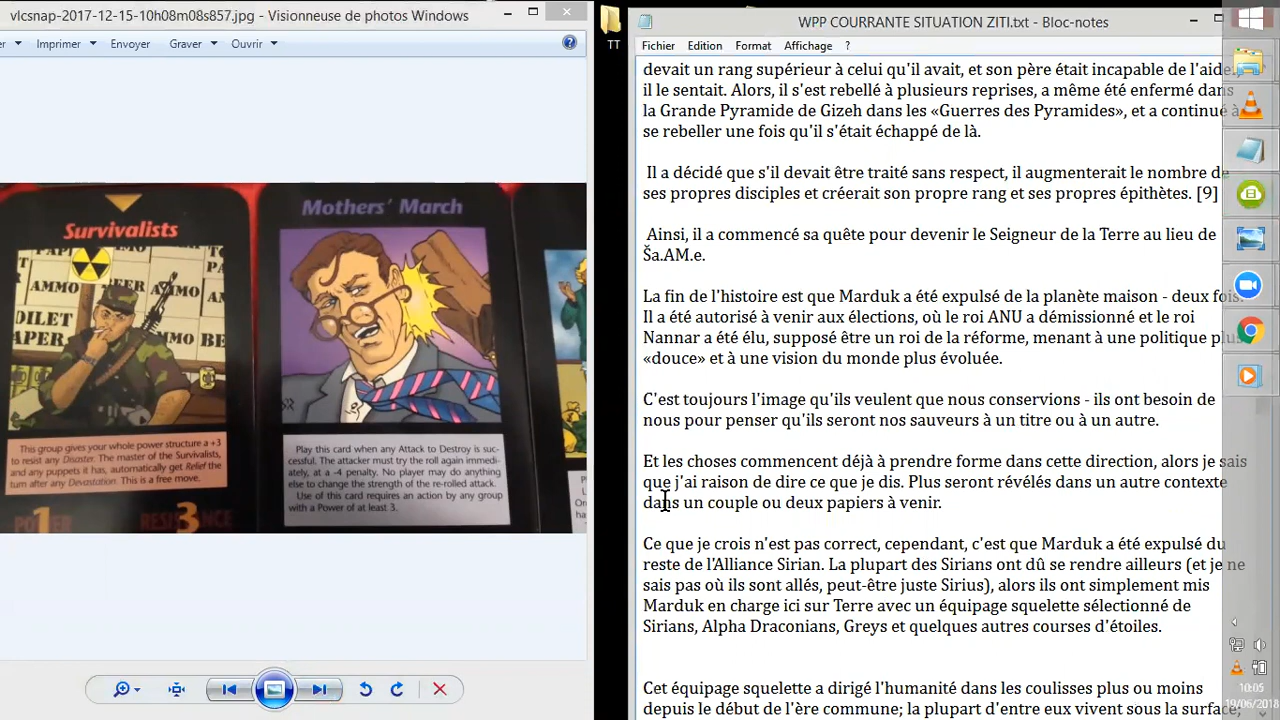 vlcsnap-2017-12-15-10h08m08s857.jpg - Visionneuse de photos Windows
Imprimer
Envoyer
Graver
Ouvrir
Survivalists
AMMO
AMMO
This group gives your whole power structure a +3
to resist any Disaster. The master of the Survivalists,
and any puppets it has, automatically get Relief the
turn after any Devastation. This is a free move.
3
Mothers' March
Play this card when any Attack to Destroy is suc-
cessful. The attacker must try the roll again immedi-
ately, at a -4 penalty. No player may do anything
else to change the strength of the re-rolled attack.
Use of this card requires an action by any group
with a Power of at least 3.
TT
WPP COURRANTE SITUATION ZITI.txt - Bloc-notes
Fichier
Edition
Format
Affichage
?
devait un rang supérieur à celui qu'il avait, et son père était incapable de
il le sentait. Alors, il s'est rebellé à plusieurs reprises, a même été enfermé dans
la Grande Pyramide de Gizeh dans les «Guerres des Pyramides», et a continué à
se rebeller une fois qu'il s'était échappé de là.
Il a décidé que s'il devait être traité sans respect, il augmenterait le nombre de
ses propres disciples et créerait son propre rang et ses propres épithètes. [9]
Ainsi, il a commencé sa quête pour devenir le Seigneur de la Terre au lieu de
Ša.AM.e.
La fin de l'histoire est que Marduk a été expulsé de la planète maison - deux fois.
Il a été autorisé à venir aux élections, où le roi ANU a démissionné et le roi
Nannar a été élu, supposé être un roi de la réforme, menant à une politique plus
«douce» et à une vision du monde plus évoluée.
C'est toujours l'image qu'ils veulent que nous conservions - ils ont besoin de
nous pour penser qu'ils seront nos sauveurs à un titre ou à un autre.
Et les choses commencent déjà à prendre forme dans cette direction, alors je sais
que j'ai raison de dire ce que je dis. Plus seront révélés dans un autre contexte
dans un couple ou deux papiers à venir.
Ce que je crois n'est pas correct, cependant, c'est que Marduk a été expulsé du
reste de l'Alliance Sirian. La plupart des Sirians ont dû se rendre ailleurs (et je ne
sais pas où ils sont allés, peut-être juste Sirius), alors ils ont simplement mis
Marduk en charge ici sur Terre avec un équipage squelette sélectionné de
Sirians, Alpha Draconians, Greys et quelques autres courses d'étoiles.
Cet équipage squelette a dirigé l'humanité dans les coulisses plus ou moins
depuis le début de l'ère commune; la plupart d'entre eux vivent sous la surface,
10:05
19/06/2018